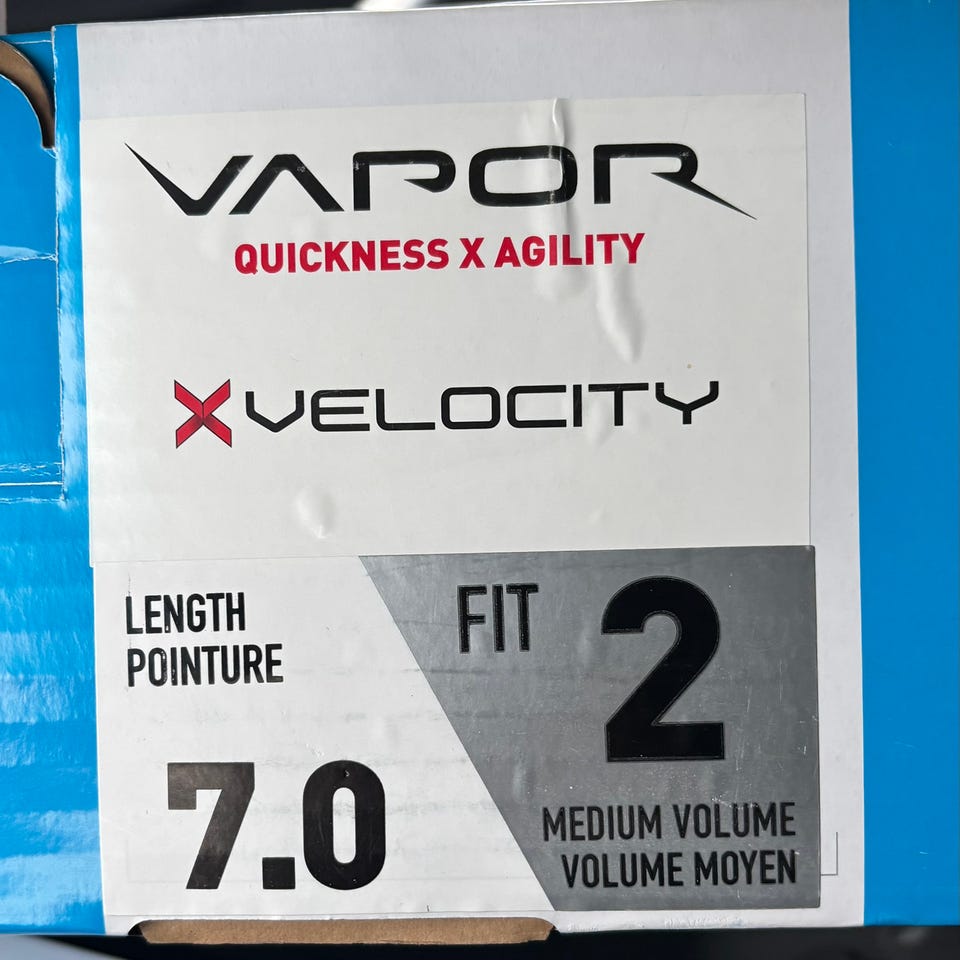 VAPOR
QUICKNESS X AGILITY
X VELOCITY
LENGTH
POINTURE
7.0
FIT 2
MEDIUM VOLUME
VOLUME MOYEN